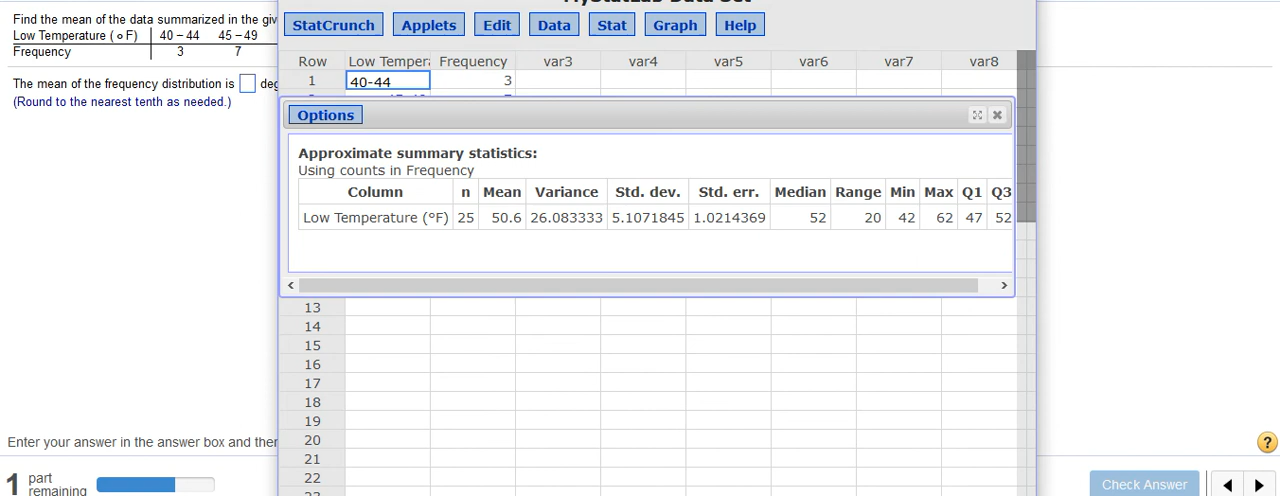 MyStatLab Data Set
Find the mean of the data summarized in the giv
Low Temperature (∘F) 40 – 44 45 – 49
Frequency 3 7
The mean of the frequency distribution is deg
(Round to the nearest tenth as needed.)
StatCrunch Applets Edit Data Stat Graph Help
Row Low Tempera Frequency var3 var4 var5 var6 var7 var8
1 40-44 3
Options
Approximate summary statistics:
Using counts in Frequency
Column n Mean Variance Std. dev. Std. err. Median Range Min Max Q1 Q3
Low Temperature (°F) 25 50.6 26.083333 5.1071845 1.0214369 52 20 42 62 47 52
13
14
15
16
17
18
19
20
21
22
23
Enter your answer in the answer box and then
?
1 part
remaining
Check Answer